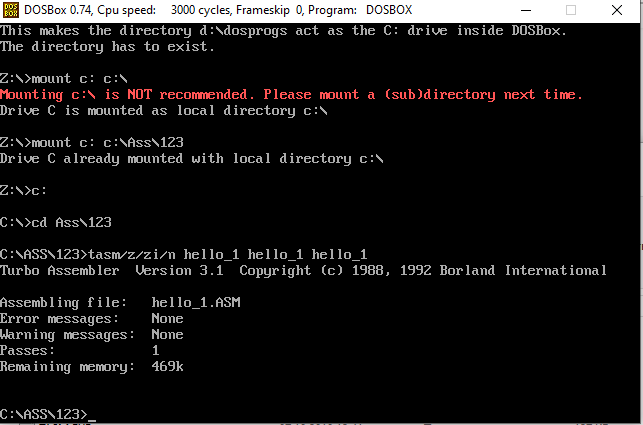 DOSBox 0.74, Cpu speed: 3000 cycles, Frameskip 0, Program: DOSBOX
This makes the directory d:\dosprogs act as the C: drive inside DOSBox.
The directory has to exist.
Z:\>mount c: c:\
Mounting c:\ is NOT recommended. Please mount a (sub)directory next time.
Drive C is mounted as local directory c:\
Z:\>mount c: c:\Ass\123
Drive C already mounted with local directory c:\
Z:\>c:
C:\>cd Ass\123
C:\ASS\123>tasm/z/zi/n hello_1 hello_1 hello_1
Turbo Assembler Version 3.1 Copyright (c) 1988, 1992 Borland International
Assembling file: hello_1.ASM
Error messages: None
Warning messages: None
Passes: 1
Remaining memory: 469k
C:\ASS\123>_